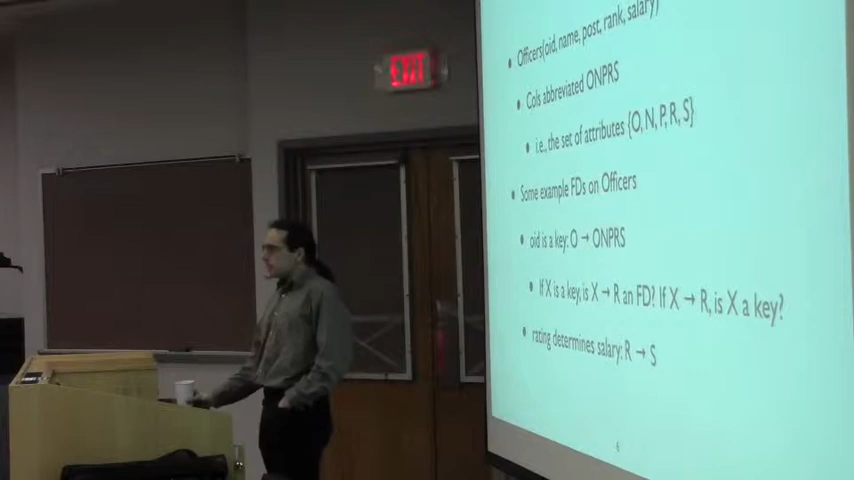 EXIT
Officers(oid, name, post, rank, salary)
• Cols abbreviated ONPRS
• i.e., the set of attributes {O, N, P, R, S}
• Some example FDs on Officers
• oid is a key: O → ONPRS
• If X is a key, is X → R an FD? If X → R, is X a key?
• rating determines salary: R → S